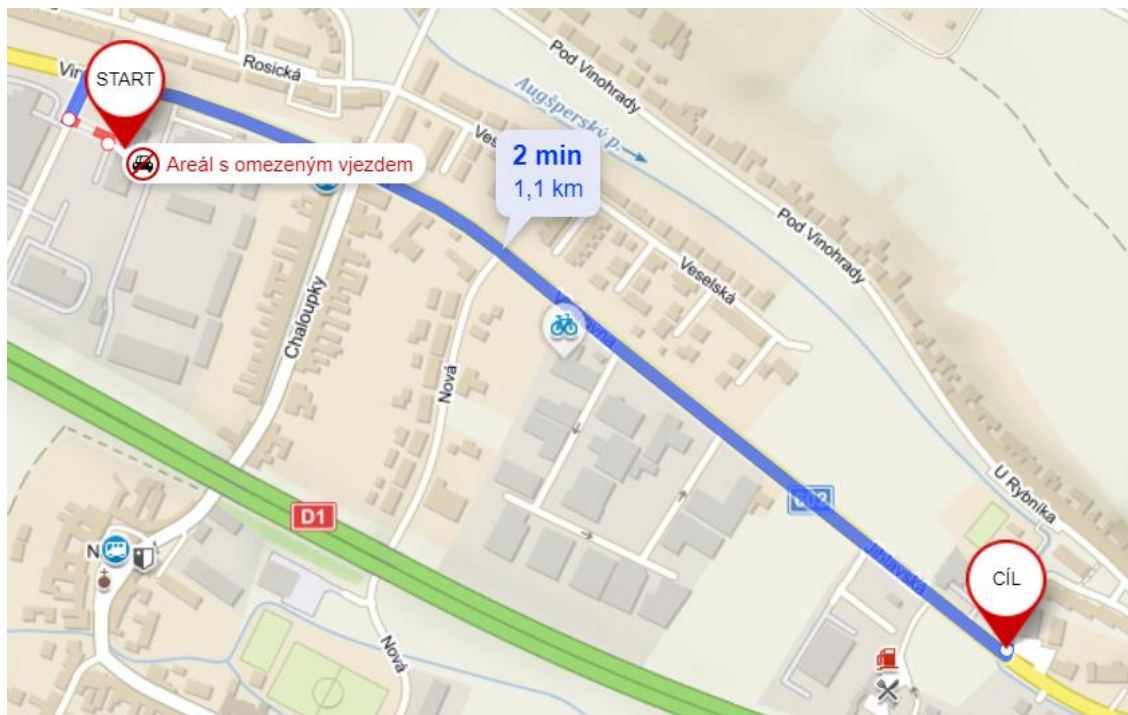 START
Rosická
Areál s omezeným vjezdem
Pod Vinohrady
Augšperský p.
2 min
1,1 km
Pod Vinohrady
Veselská
Chaloupky
Nová
D1
602
U Rybníka
Jihlavská
CÍL
N
Nová